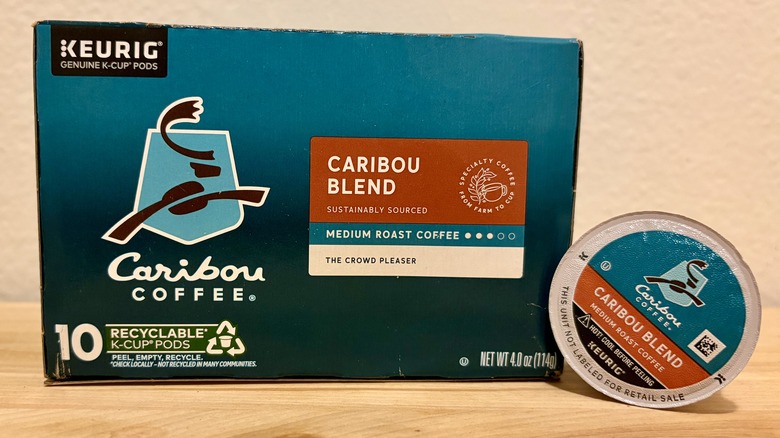 KEURIG®
GENUINE K-CUP® PODS
Caribou
COFFEE®
CARIBOU
BLEND
SUSTAINABLY SOURCED
SPECIALTY COFFEE
FROM FARM TO CUP
MEDIUM ROAST COFFEE
THE CROWD PLEASER
10 RECYCLABLE*
K-CUP® PODS
PEEL, EMPTY, RECYCLE.
*CHECK LOCALLY – NOT RECYCLED IN MANY COMMUNITIES.
U
NET WT 4.0 oz (114g)
K
U
Caribou
COFFEE®
CARIBOU BLEND
MEDIUM ROAST COFFEE
HOT! COOL BEFORE PEELING
KEURIG®
THIS UNIT NOT LABELED FOR RETAIL SALE
K